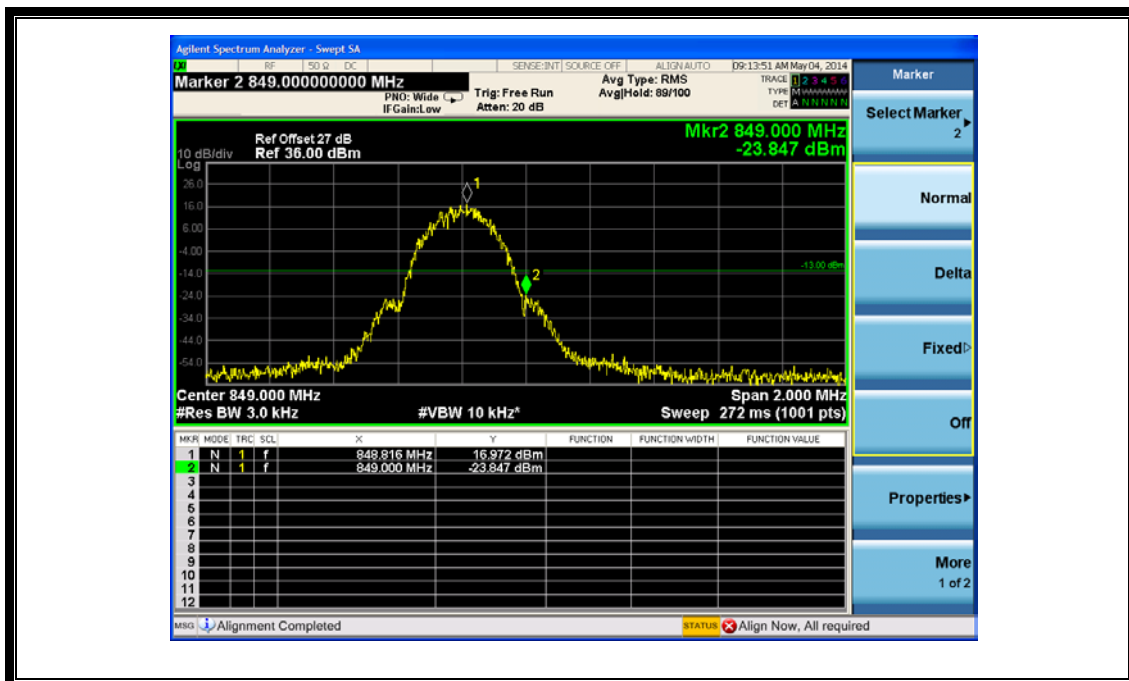 Agilent Spectrum Analyzer - Swept SA
RF 50 Ω DC SENSE:INT SOURCE OFF ALIGN AUTO 09:13:51 AM May 04, 2014
Marker 2 849.000000000 MHz
PNO: Wide
IFGain:Low
Trig: Free Run
Atten: 20 dB
Avg Type: RMS
Avg|Hold: 89/100
TRACE 1 2 3 4 5 6
TYPE M
DET A N N N N N
Ref Offset 27 dB
10 dB/div Ref 36.00 dBm
Log
Mkr2 849.000 MHz
-23.847 dBm
26.0
16.0
6.00
-4.00
-14.0
-24.0
-34.0
-44.0
-54.0
1
2
-13.00 dBm
Center 849.000 MHz Span 2.000 MHz
#Res BW 3.0 kHz #VBW 10 kHz* Sweep 272 ms (1001 pts)
MKR MODE TRC SCL X Y FUNCTION FUNCTION WIDTH FUNCTION VALUE
1 N 1 f 848.816 MHz 16.972 dBm
2 N 1 f 849.000 MHz -23.847 dBm
3
4
5
6
7
8
9
10
11
12
MSG Alignment Completed STATUS Align Now, All required
Marker
Select Marker
2
Normal
Delta
Fixed
Off
Properties
More
1 of 2